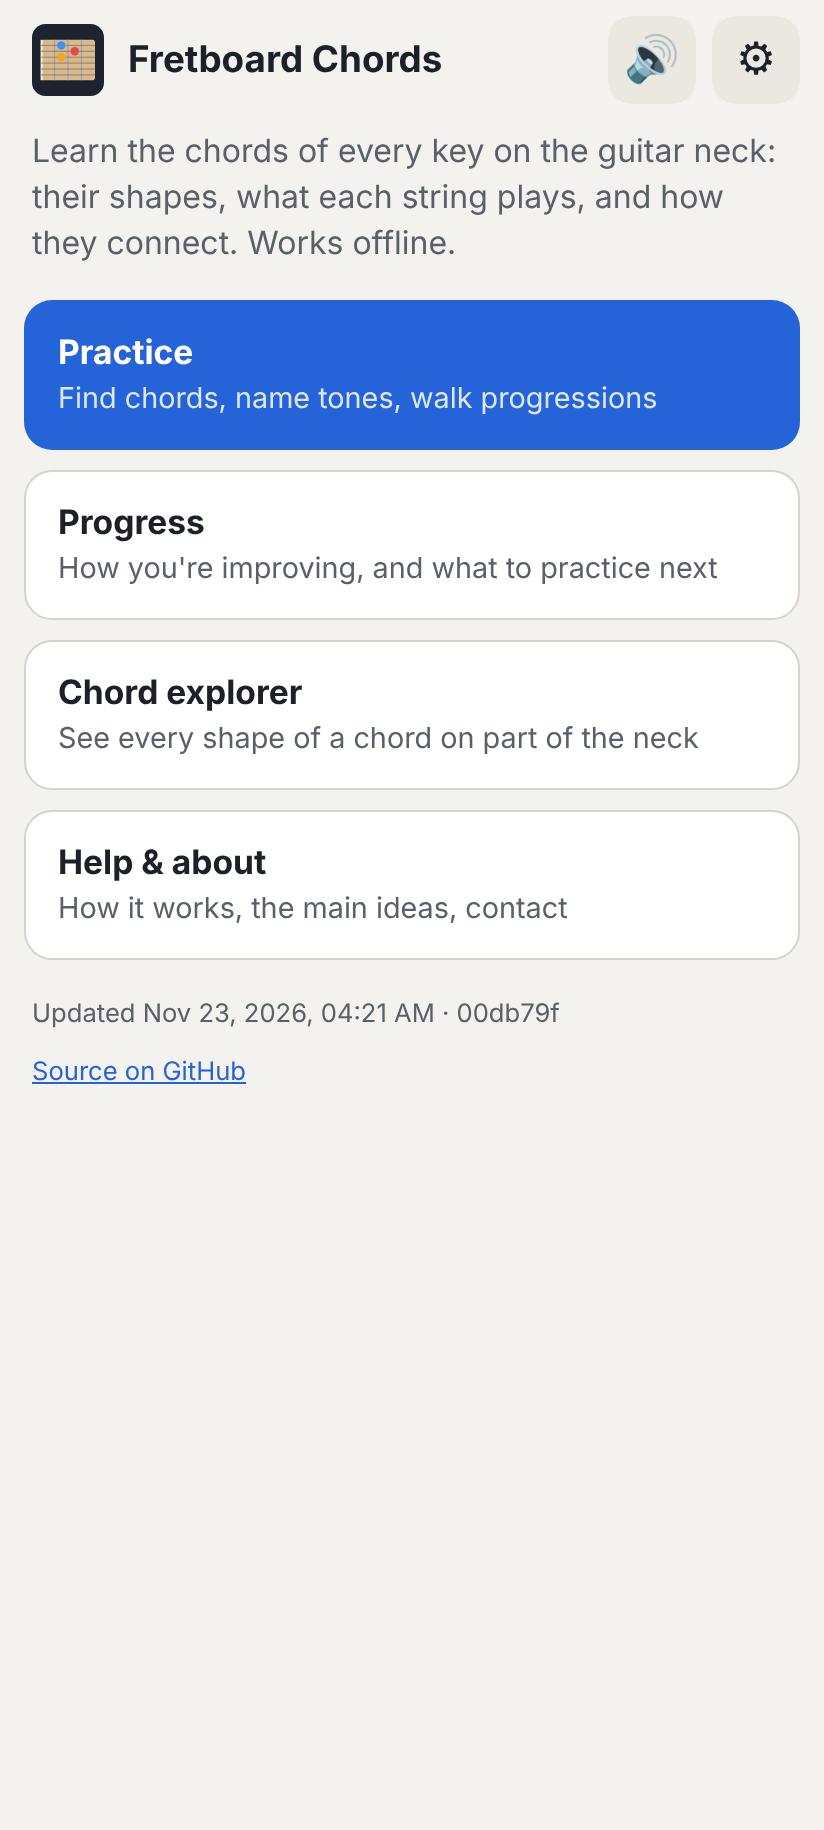 Fretboard Chords
Learn the chords of every key on the guitar neck:
their shapes, what each string plays, and how
they connect. Works offline.
Practice
Find chords, name tones, walk progressions
Progress
How you're improving, and what to practice next
Chord explorer
See every shape of a chord on part of the neck
Help & about
How it works, the main ideas, contact
Updated Nov 23, 2026, 04:21 AM · 00db79f
Source on GitHub